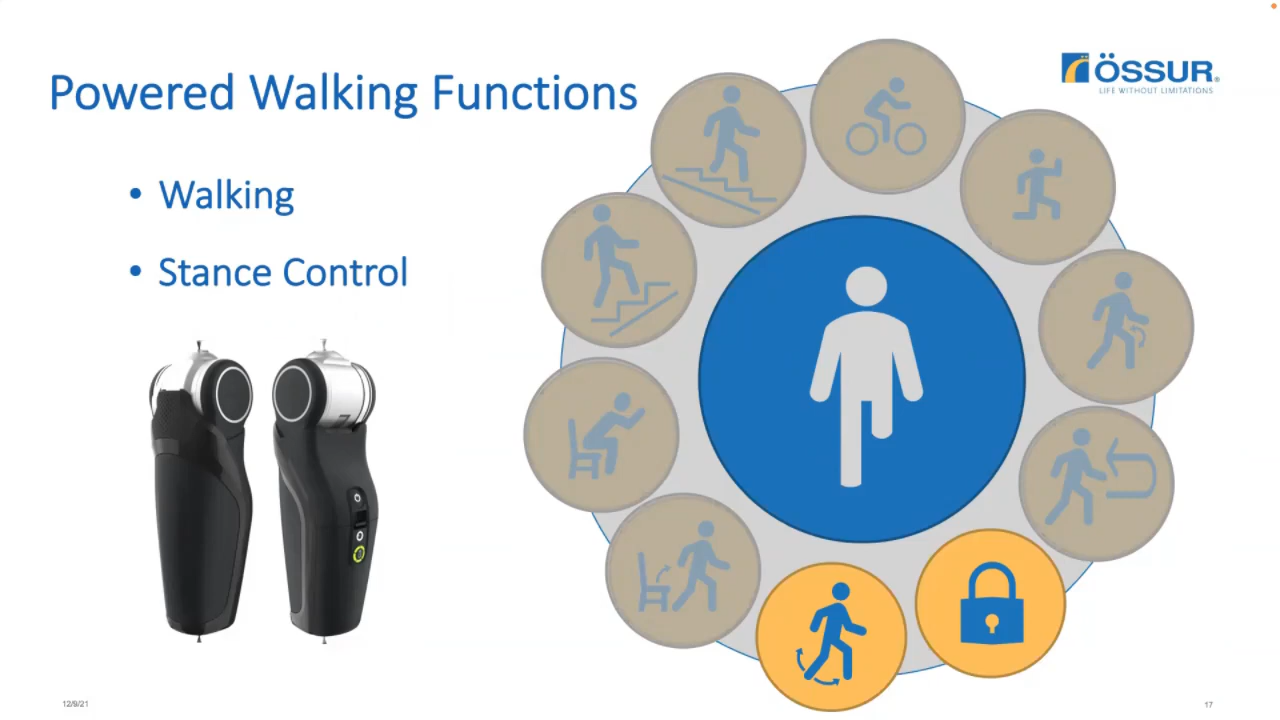 Powered Walking Functions
• Walking
• Stance Control
ÖSSUR®
LIFE WITHOUT LIMITATIONS
12/9/21
17